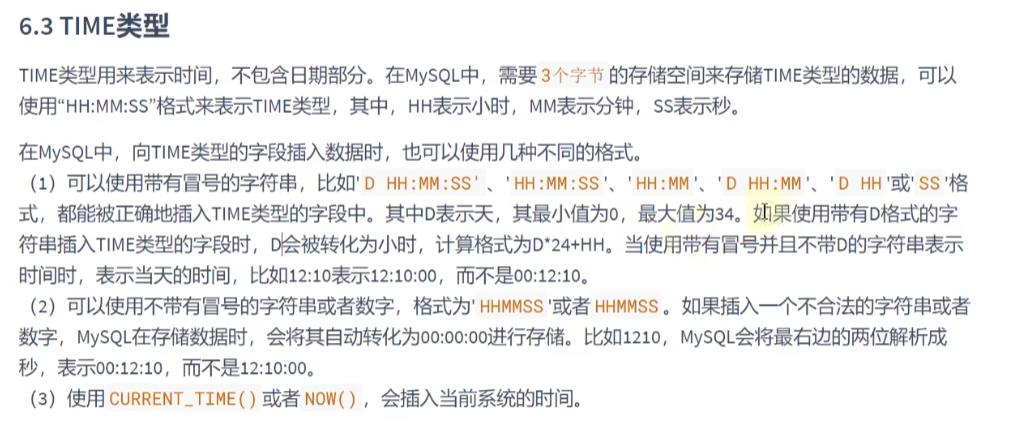 6.3 TIME类型
TIME类型用来表示时间，不包含日期部分。在MySQL中，需要 3个字节 的存储空间来存储TIME类型的数据，可以
使用“HH:MM:SS”格式来表示TIME类型，其中，HH表示小时，MM表示分钟，SS表示秒。
在MySQL中，向TIME类型的字段插入数据时，也可以使用几种不同的格式。
（1）可以使用带有冒号的字符串，比如' D HH:MM:SS' 、' HH:MM:SS '、' HH:MM '、' D HH:MM '、' D HH '或' SS '格
式，都能被正确地插入TIME类型的字段中。其中D表示天，其最小值为0，最大值为34。如果使用带有D格式的字
符串插入TIME类型的字段时，D会被转化为小时，计算格式为D*24+HH。当使用带有冒号并且不带D的字符串表示
时间时，表示当天的时间，比如12:10表示12:10:00，而不是00:12:10。
（2）可以使用不带有冒号的字符串或者数字，格式为' HHMMSS '或者 HHMMSS 。如果插入一个不合法的字符串或者
数字，MySQL在存储数据时，会将其自动转化为00:00:00进行存储。比如1210，MySQL会将最右边的两位解析成
秒，表示00:12:10，而不是12:10:00。
（3）使用 CURRENT_TIME() 或者 NOW() ，会插入当前系统的时间。